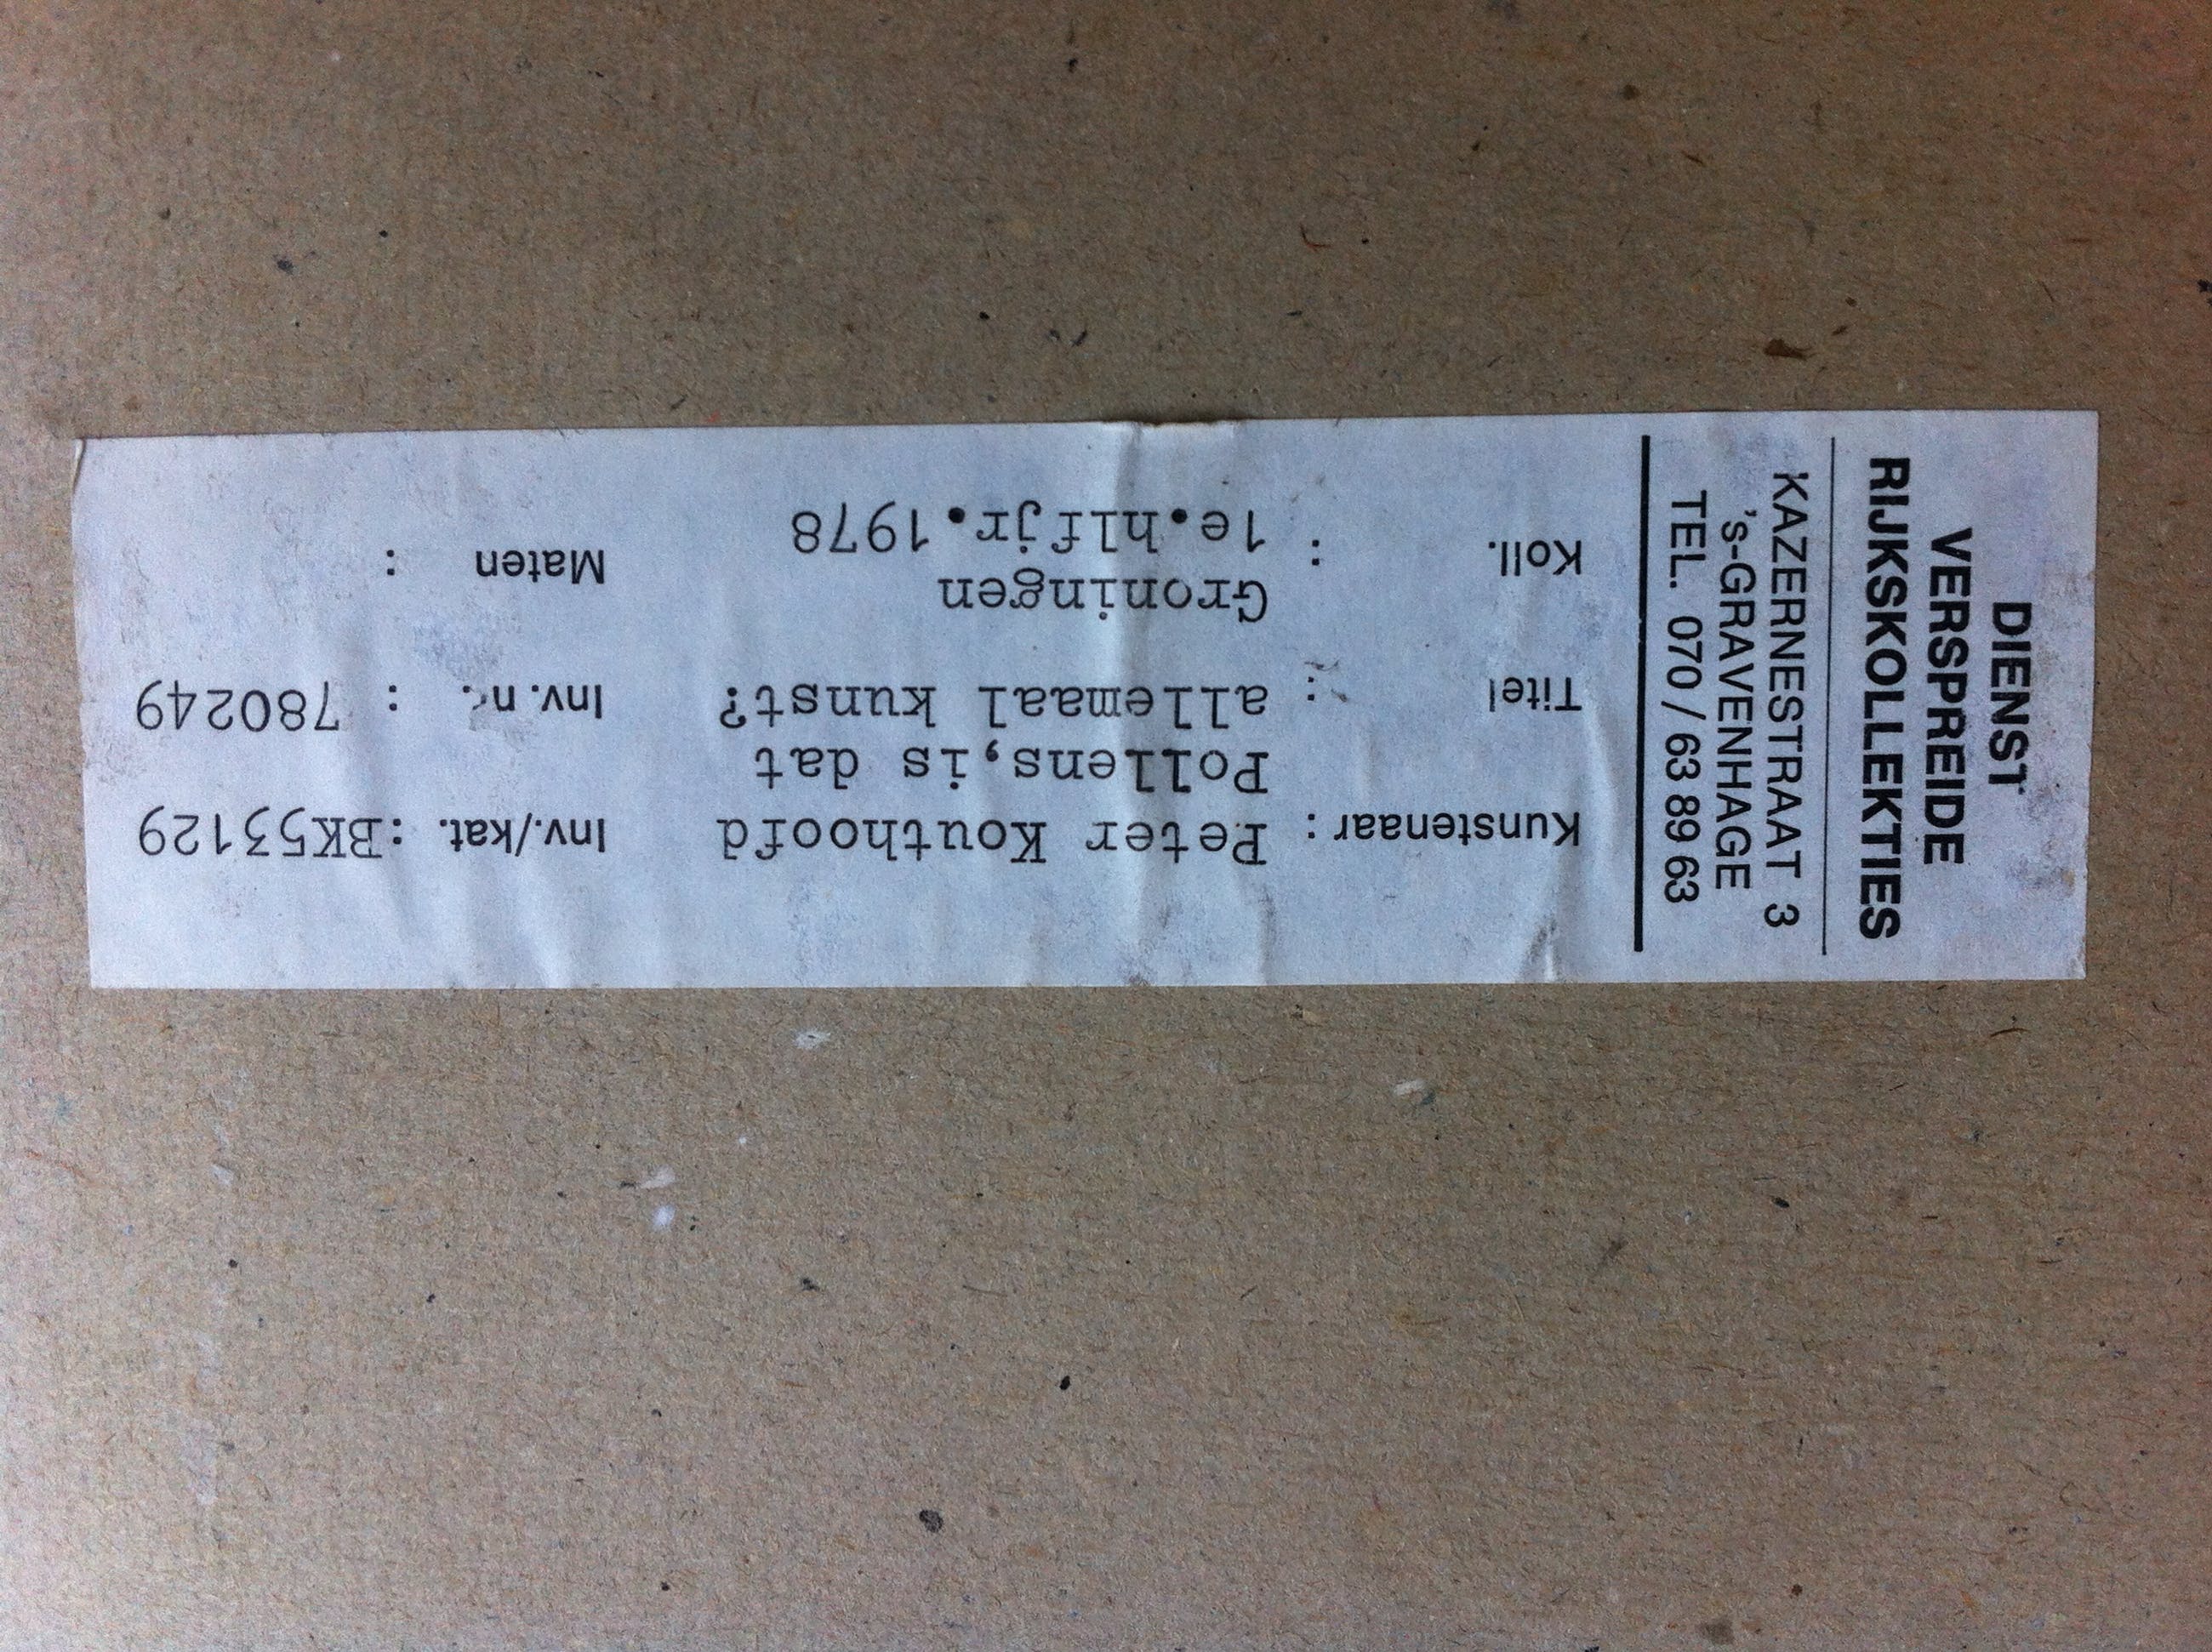 DIENST
VERSPREIDE
RIJKSKOLLEKTIES
KAZERNESTRAAT 3
's-GRAVENHAGE
TEL. 070 / 63 89 63
Kunstenaar : Peter Kouthoofd
Pollens,is dat
Titel : allemaal kunst?
Groningen
Koll. : 1e.hlfjr.1978
Inv./kat. :BK53129
Inv. n. : 780249
Maten :